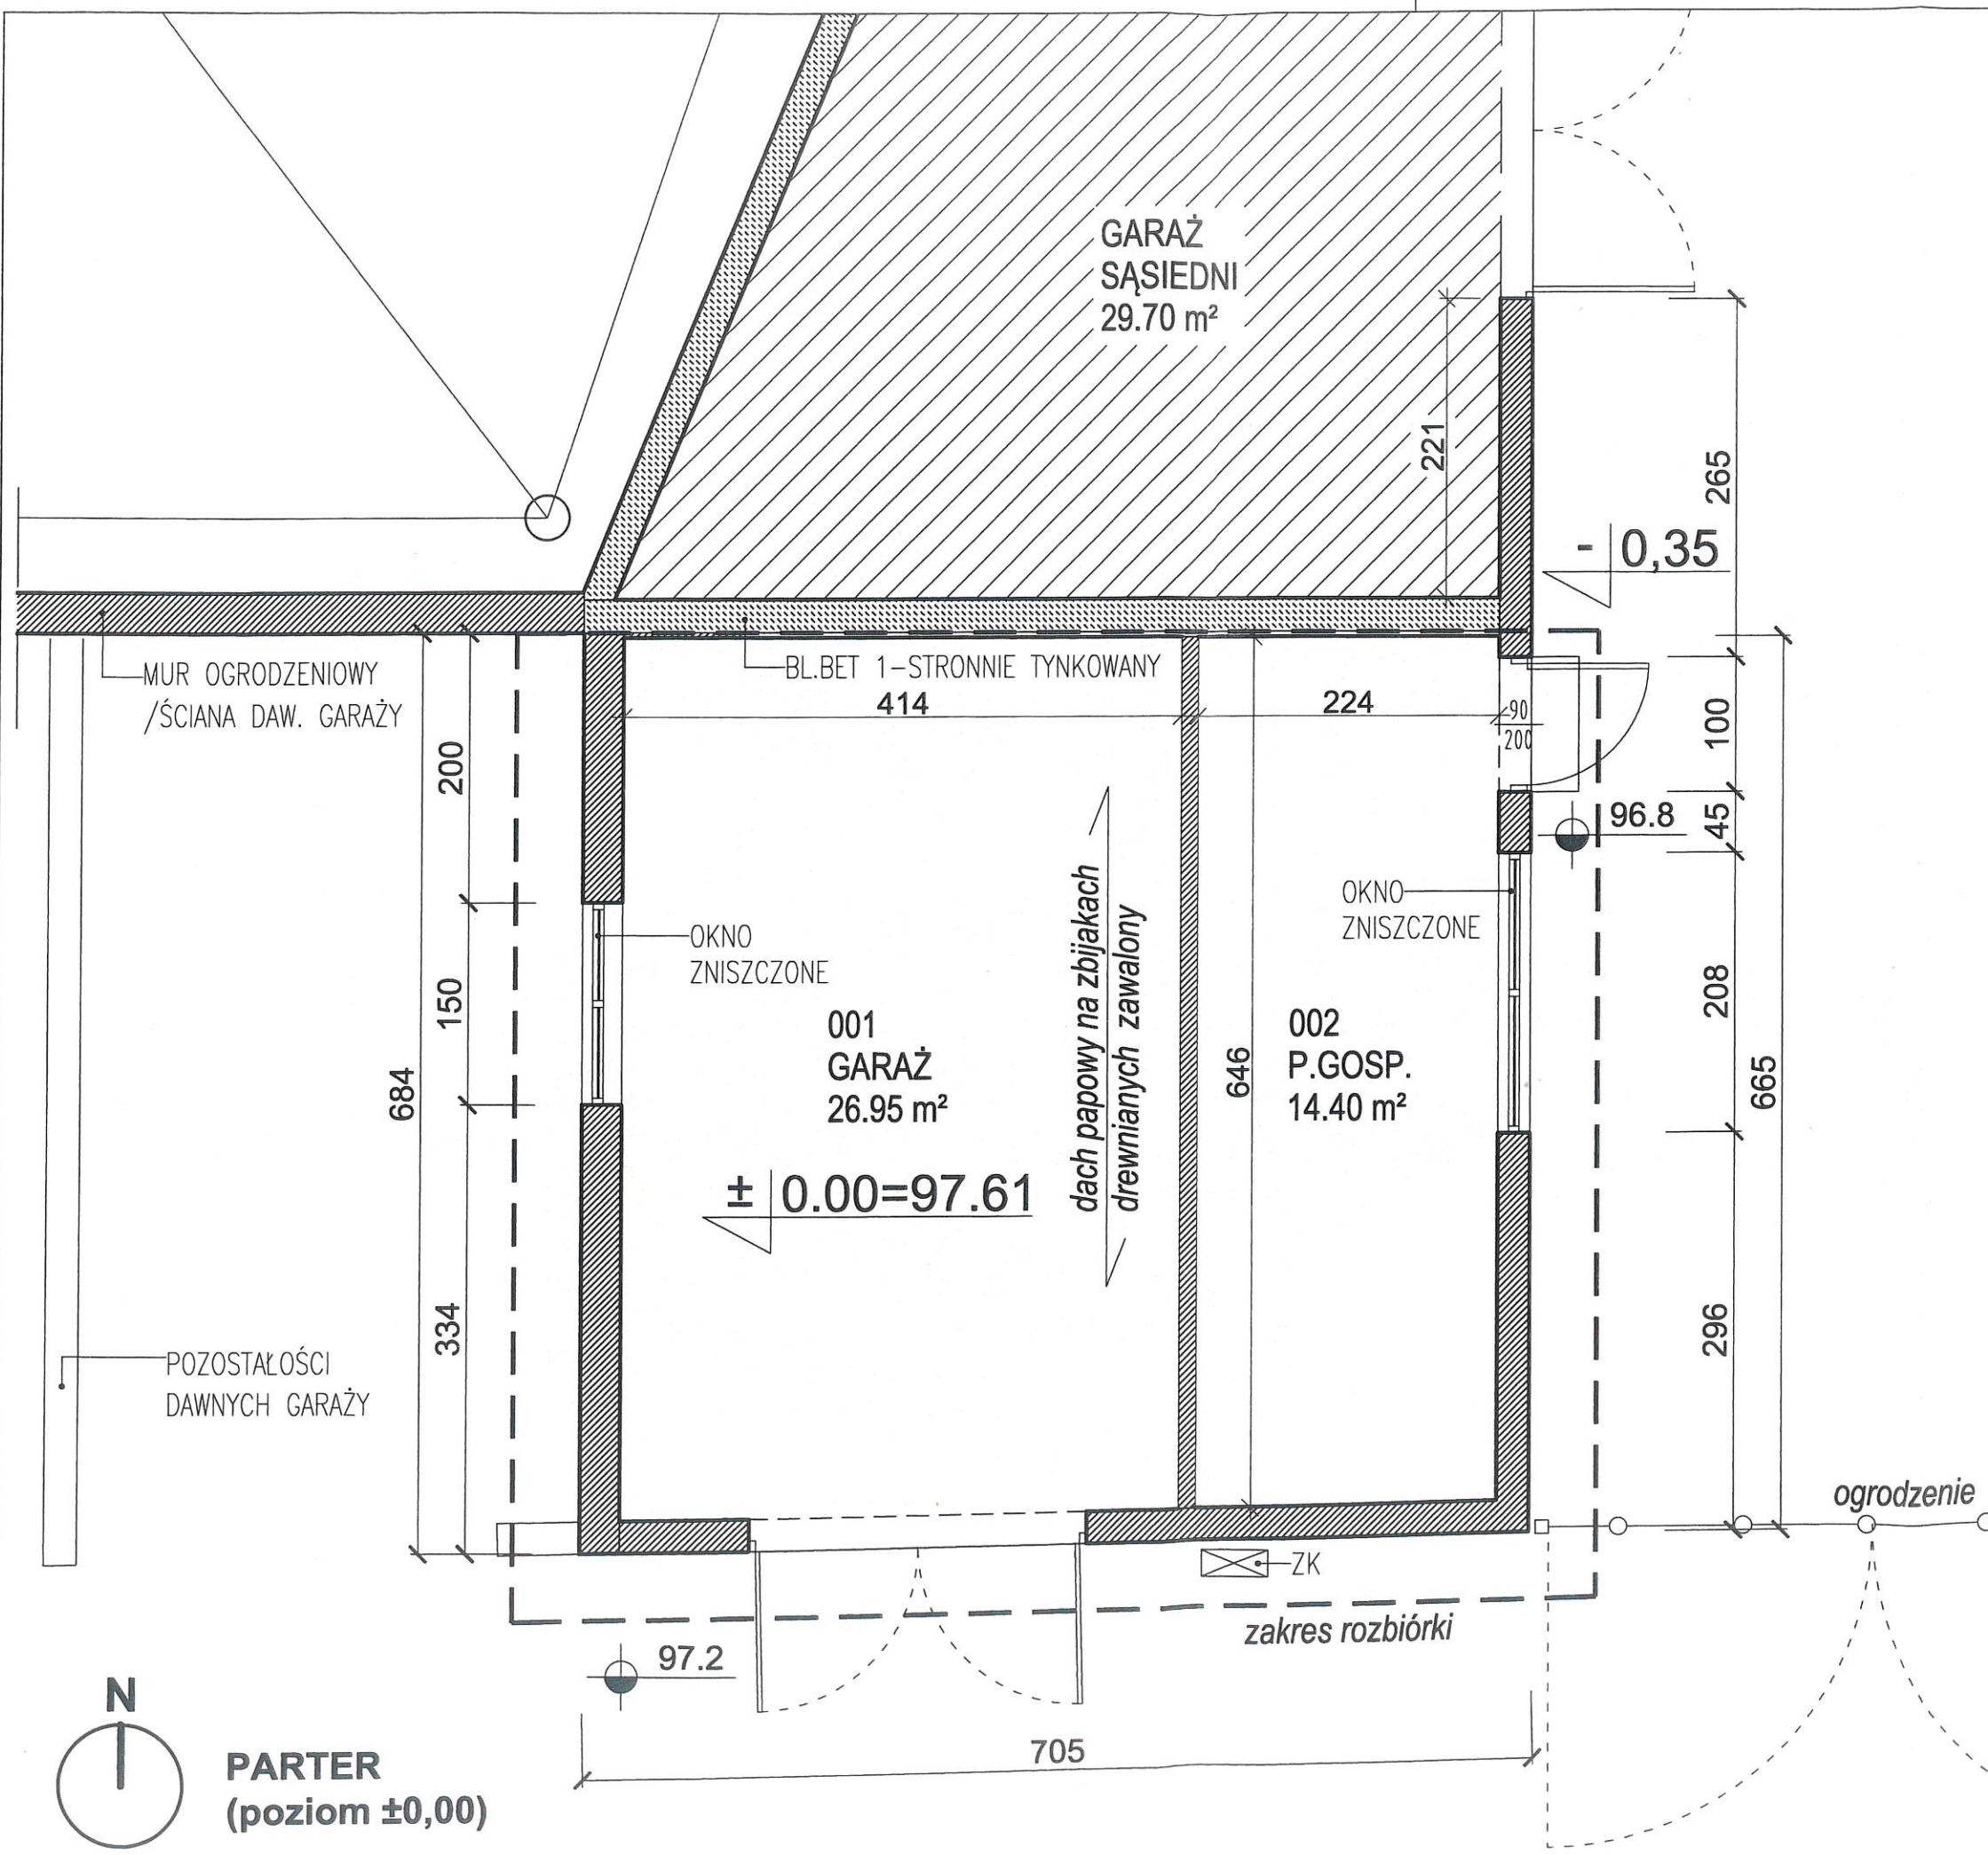 GARAŻ
SĄSIEDNI
29.70 m²
221
265
- 0,35
MUR OGRODZENIOWY
/ŚCIANA DAW. GARAŻY
BL.BET 1-STRONNIE TYNKOWANY
414
224
90
200
100
200
45
96.8
OKNO
ZNISZCZONE
OKNO
ZNISZCZONE
dach papowy na zbijakach
drewnianych zawalony
150
208
001
GARAŻ
26.95 m²
002
P.GOSP.
14.40 m²
684
646
665
± 0.00=97.61
334
296
POZOSTAŁOŚCI
DAWNYCH GARAŻY
ogrodzenie
ZK
zakres rozbiórki
97.2
N
705
PARTER
(poziom ±0,00)